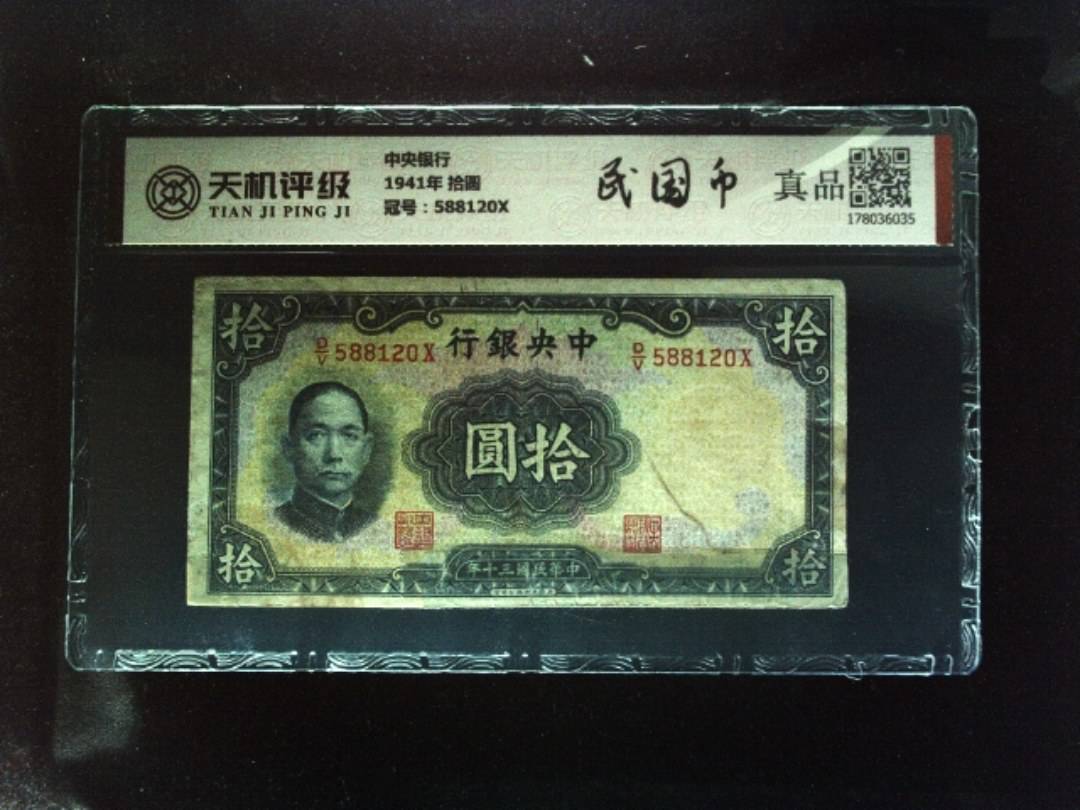 天机评级
TIAN JI PING JI
中央银行
1941年 拾圆
冠号：588120X
民国币
真品
178036035
拾
拾
行銀央中
D/V 588120X
D/V 588120X
圓拾
年十三國民華中
拾
拾